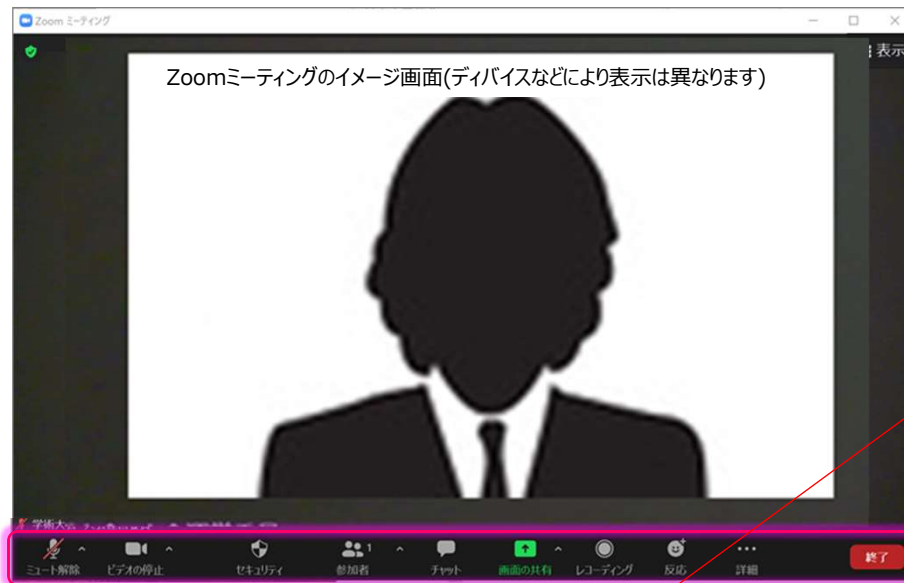 Zoom ミーティング
表示
Zoomミーティングのイメージ画面(ディバイスなどにより表示は異なります)
学術大
ミュート解除 ビデオの停止 セキュリティ 参加者 1 チャット 画面の共有 レコーディング 反応 詳細 終了